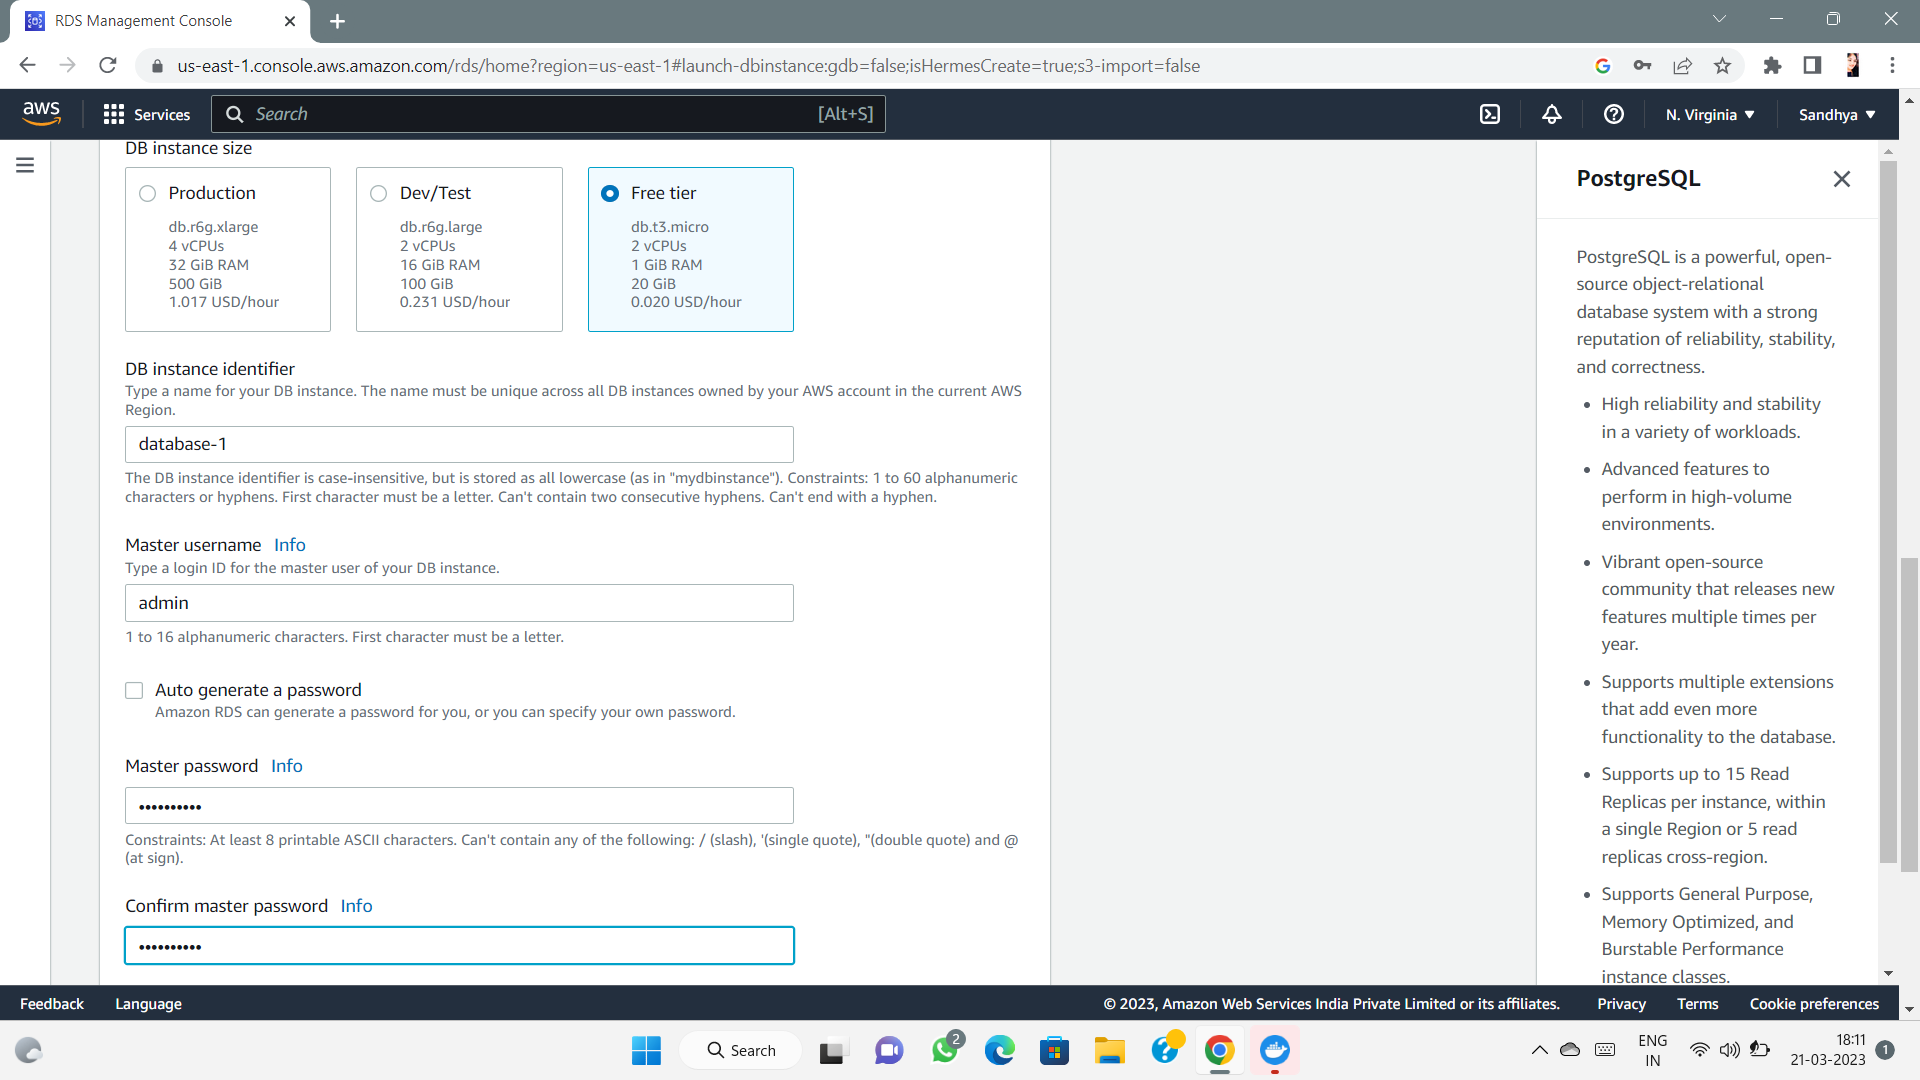 RDS Management Console
us-east-1.console.aws.amazon.com/rds/home?region=us-east-1#launch-dbinstance:gdb=false;isHermesCreate=true;s3-import=false
aws
Services
Search
[Alt+S]
N. Virginia ▼
Sandhya ▼
DB instance size
Production
db.r6g.xlarge
4 vCPUs
32 GiB RAM
500 GiB
1.017 USD/hour
Dev/Test
db.r6g.large
2 vCPUs
16 GiB RAM
100 GiB
0.231 USD/hour
Free tier
db.t3.micro
2 vCPUs
1 GiB RAM
20 GiB
0.020 USD/hour
DB instance identifier
Type a name for your DB instance. The name must be unique across all DB instances owned by your AWS account in the current AWS
Region.
database-1
The DB instance identifier is case-insensitive, but is stored as all lowercase (as in "mydbinstance"). Constraints: 1 to 60 alphanumeric
characters or hyphens. First character must be a letter. Can't contain two consecutive hyphens. Can't end with a hyphen.
Master username Info
Type a login ID for the master user of your DB instance.
admin
1 to 16 alphanumeric characters. First character must be a letter.
Auto generate a password
Amazon RDS can generate a password for you, or you can specify your own password.
Master password Info
••••••••••
Constraints: At least 8 printable ASCII characters. Can't contain any of the following: / (slash), '(single quote), "(double quote) and @
(at sign).
Confirm master password Info
••••••••••
PostgreSQL
PostgreSQL is a powerful, open-
source object-relational
database system with a strong
reputation of reliability, stability,
and correctness.
• High reliability and stability
in a variety of workloads.
• Advanced features to
perform in high-volume
environments.
• Vibrant open-source
community that releases new
features multiple times per
year.
• Supports multiple extensions
that add even more
functionality to the database.
• Supports up to 15 Read
Replicas per instance, within
a single Region or 5 read
replicas cross-region.
• Supports General Purpose,
Memory Optimized, and
Burstable Performance
instance classes.
Feedback
Language
© 2023, Amazon Web Services India Private Limited or its affiliates.
Privacy
Terms
Cookie preferences
Search
2
ENG
IN
18:11
21-03-2023
1